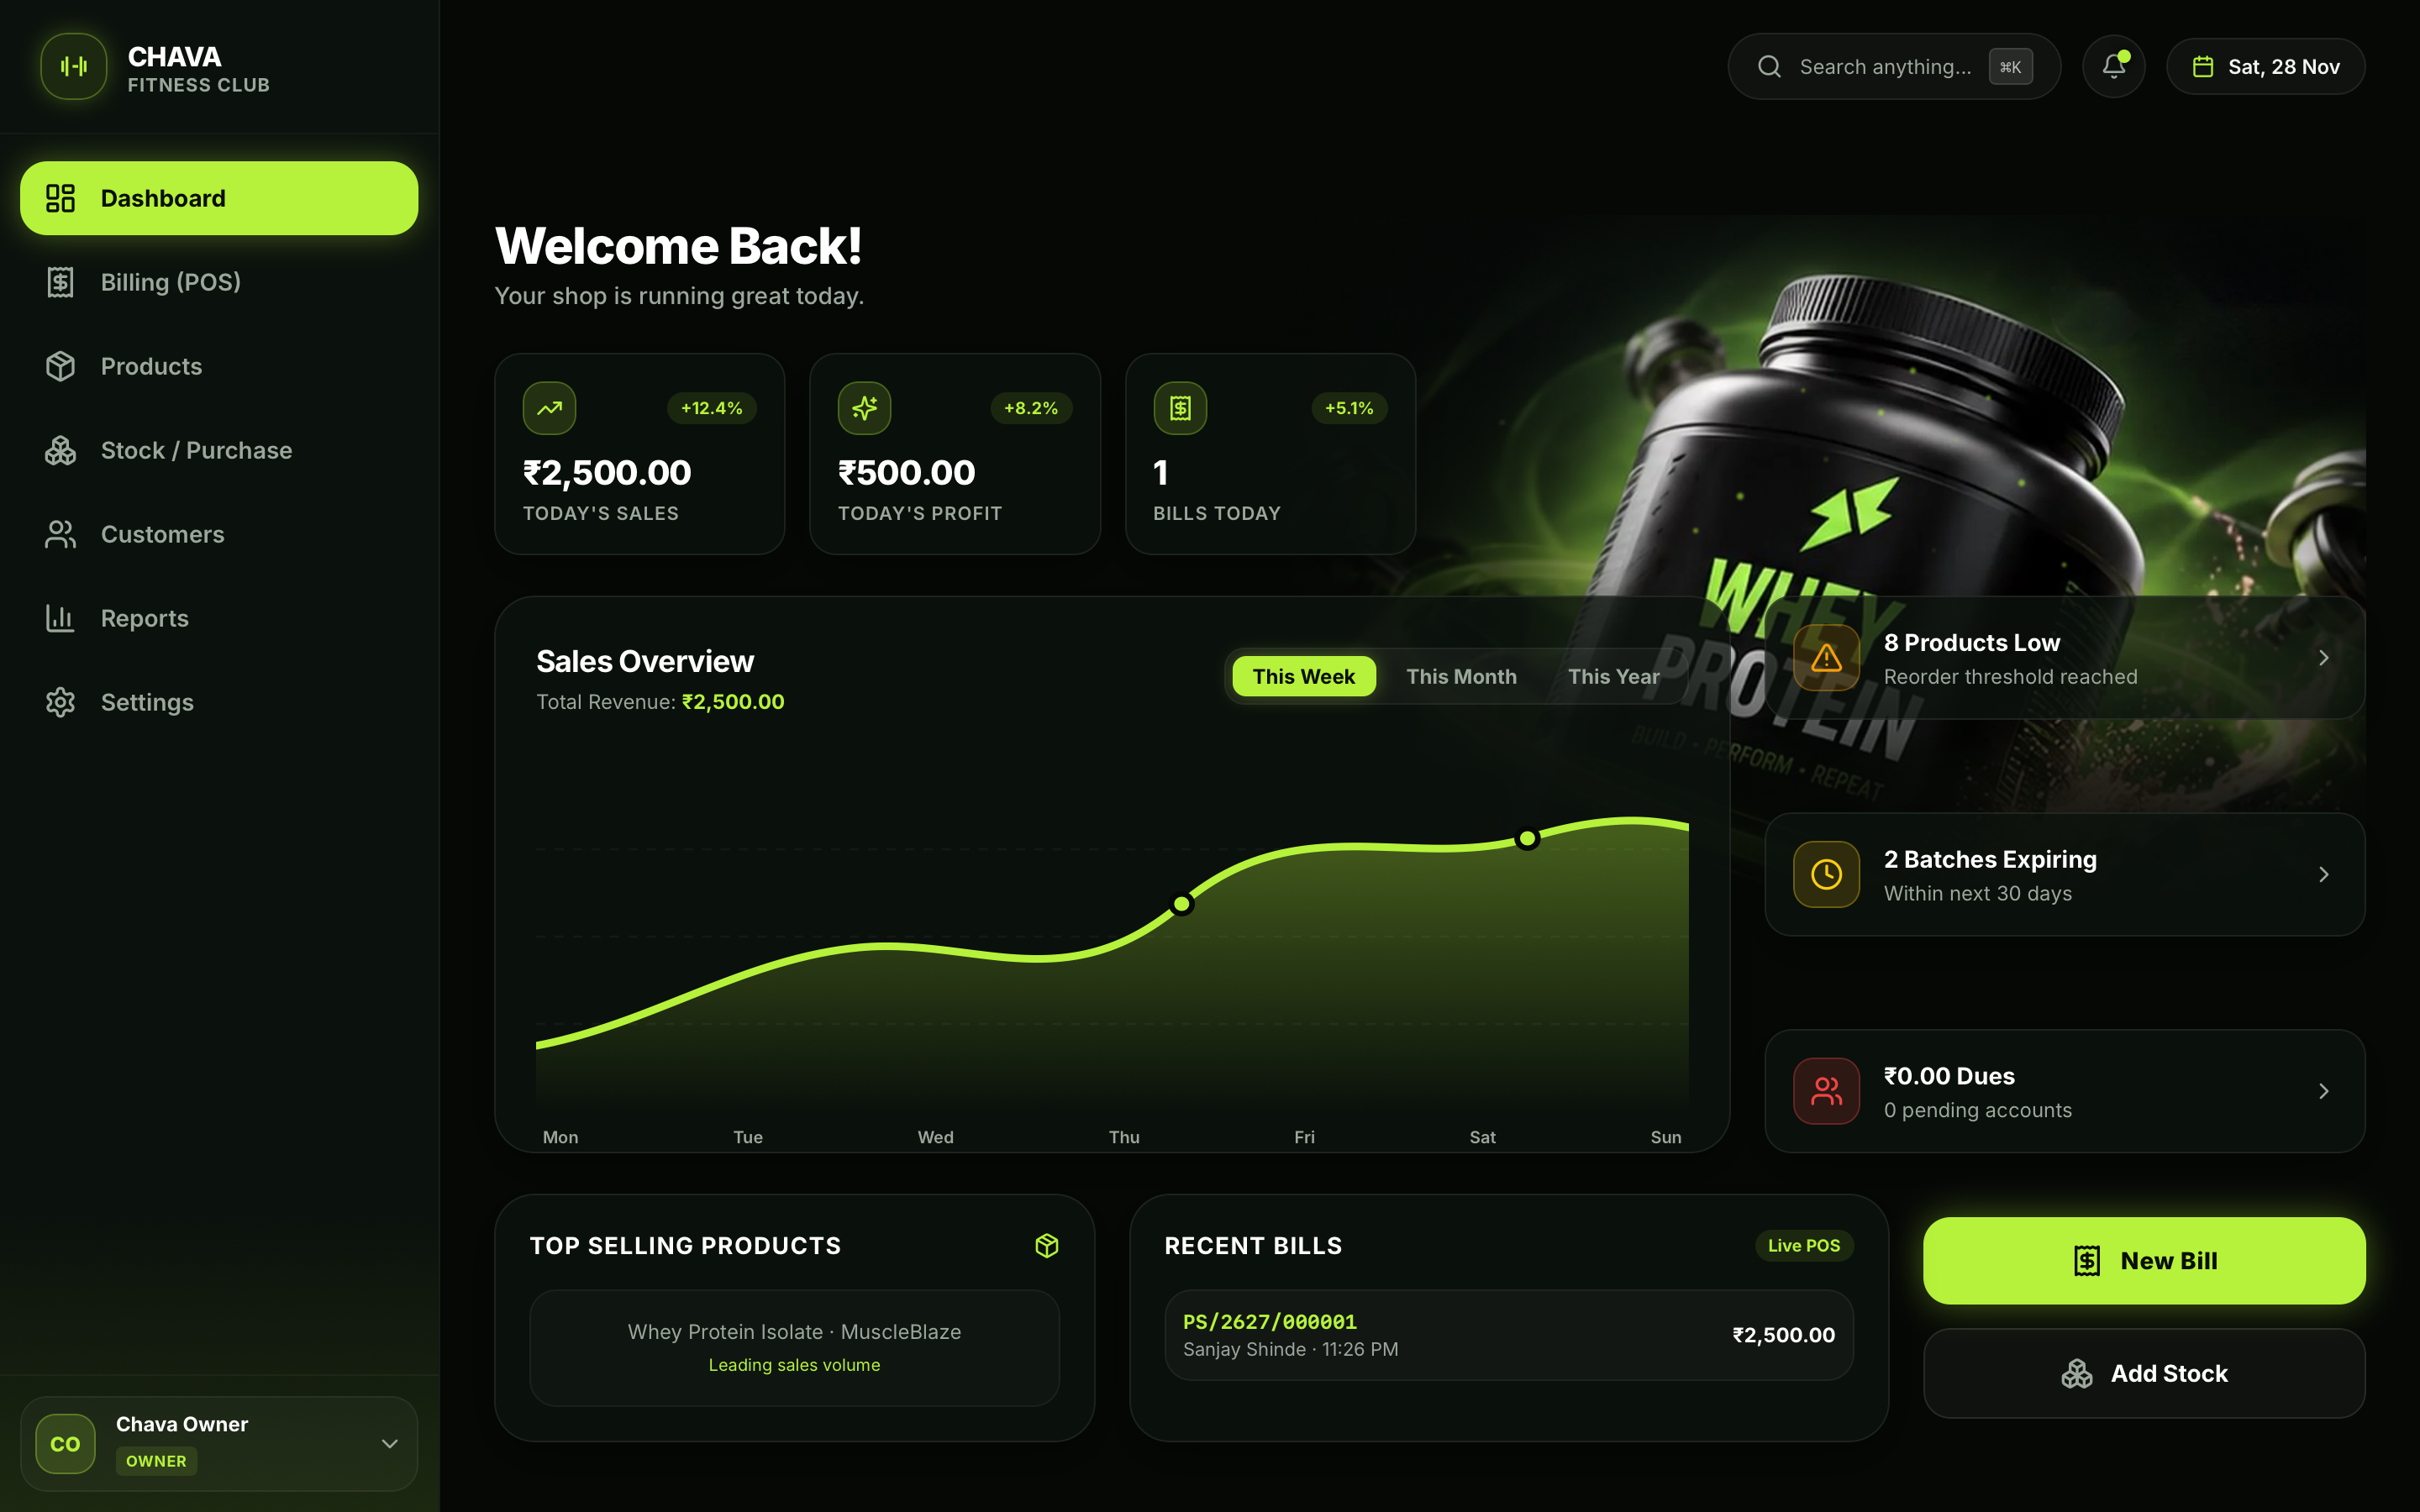 CHAVA
FITNESS CLUB
Search anything...
⌘K
Sat, 28 Nov
Dashboard
Billing (POS)
Products
Stock / Purchase
Customers
Reports
Settings
Chava Owner
CO
OWNER
Welcome Back!
Your shop is running great today.
+12.4%
₹2,500.00
TODAY'S SALES
+8.2%
₹500.00
TODAY'S PROFIT
+5.1%
1
BILLS TODAY
WHEY
PROTEIN
BUILD • PERFORM • REPEAT
Sales Overview
Total Revenue: ₹2,500.00
This Week
This Month
This Year
Mon
Tue
Wed
Thu
Fri
Sat
Sun
8 Products Low
Reorder threshold reached
2 Batches Expiring
Within next 30 days
₹0.00 Dues
0 pending accounts
TOP SELLING PRODUCTS
Whey Protein Isolate · MuscleBlaze
Leading sales volume
RECENT BILLS
Live POS
PS/2627/000001
Sanjay Shinde · 11:26 PM
₹2,500.00
New Bill
Add Stock